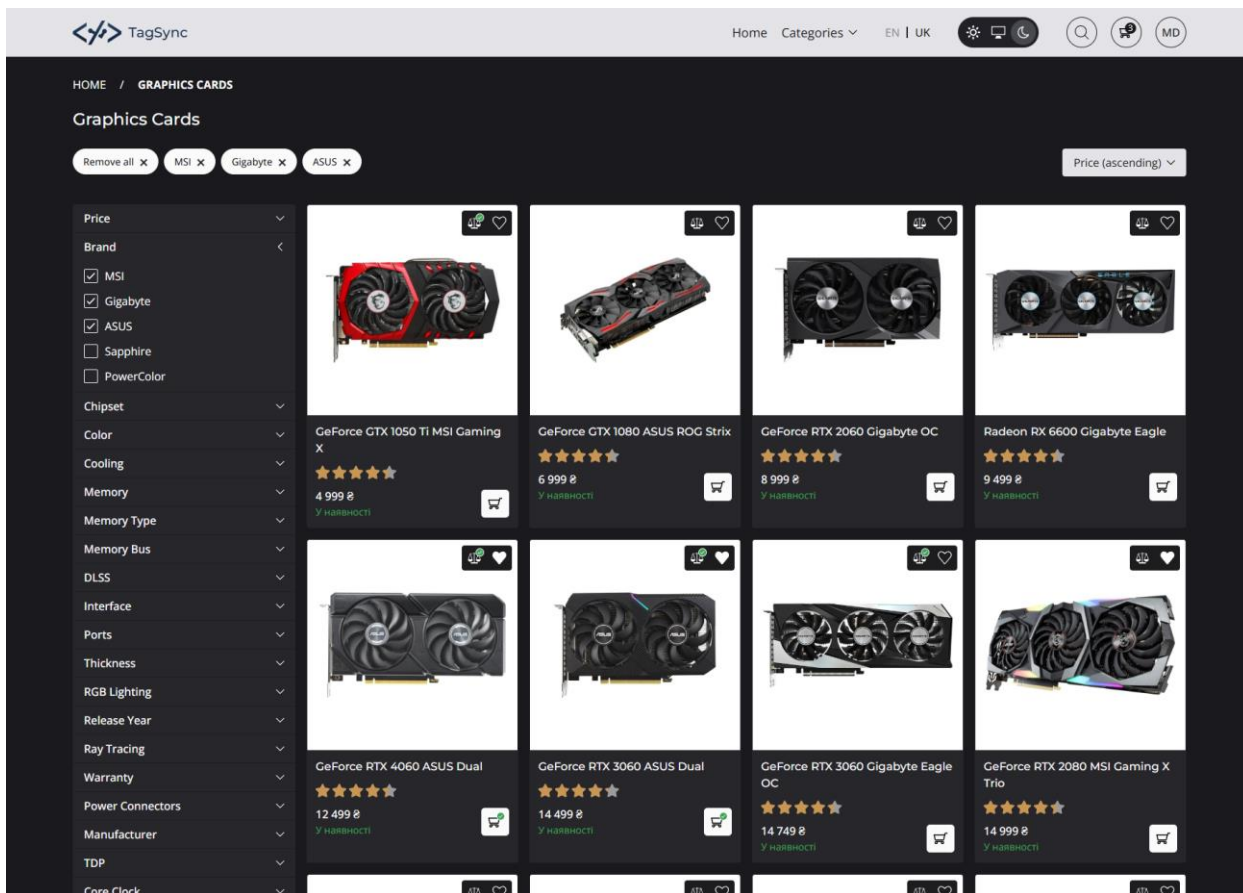 TagSync
Home Categories EN | UK 3 MD
HOME / GRAPHICS CARDS
Graphics Cards
Remove all × MSI × Gigabyte × ASUS ×
Price (ascending)
Price
Brand
MSI
Gigabyte
ASUS
Sapphire
PowerColor
Chipset
Color
Cooling
Memory
Memory Type
Memory Bus
DLSS
Interface
Ports
Thickness
RGB Lighting
Release Year
Ray Tracing
Warranty
Power Connectors
Manufacturer
TDP
Core Clock
GeForce GTX 1050 Ti MSI Gaming
X
4 999 ₴
У наявності
GeForce GTX 1080 ASUS ROG Strix
6 999 ₴
У наявності
GeForce RTX 2060 Gigabyte OC
8 999 ₴
У наявності
EAGLE
Radeon RX 6600 Gigabyte Eagle
9 499 ₴
У наявності
GeForce RTX 4060 ASUS Dual
12 499 ₴
У наявності
GeForce RTX 3060 ASUS Dual
14 499 ₴
У наявності
GeForce RTX 3060 Gigabyte Eagle
OC
14 749 ₴
У наявності
GeForce RTX 2080 MSI Gaming X
Trio
14 999 ₴
У наявності